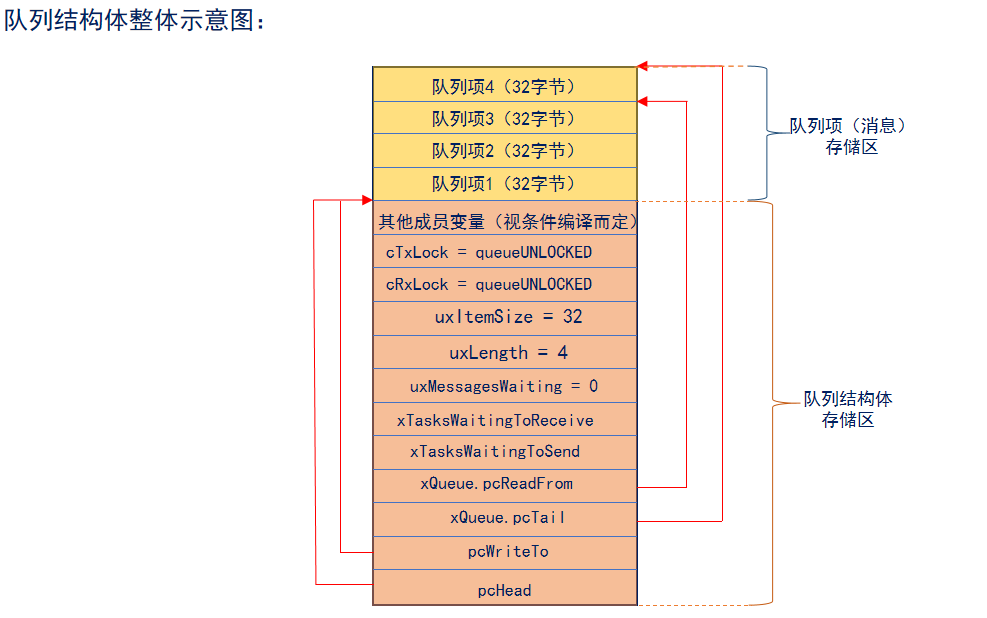 队列结构体整体示意图：
队列项4（32字节）
队列项3（32字节）
队列项2（32字节）
队列项1（32字节）
队列项（消息）
存储区
其他成员变量（视条件编译而定）
cTxLock = queueUNLOCKED
cRxLock = queueUNLOCKED
uxItemSize = 32
uxLength = 4
uxMessagesWaiting = 0
xTasksWaitingToReceive
xTasksWaitingToSend
xQueue.pcReadFrom
xQueue.pcTail
pcWriteTo
pcHead
队列结构体
存储区